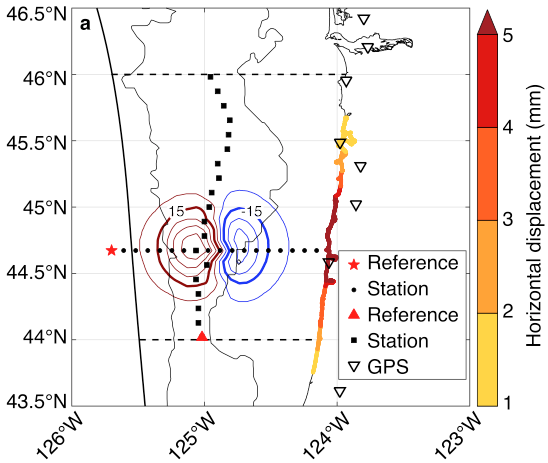 a
46.5°N
46°N
45.5°N
45°N
44.5°N
44°N
43.5°N
126°W
125°W
124°W
123°W
15
-15
Reference
Station
Reference
Station
GPS
5
4
3
2
1
Horizontal displacement (mm)